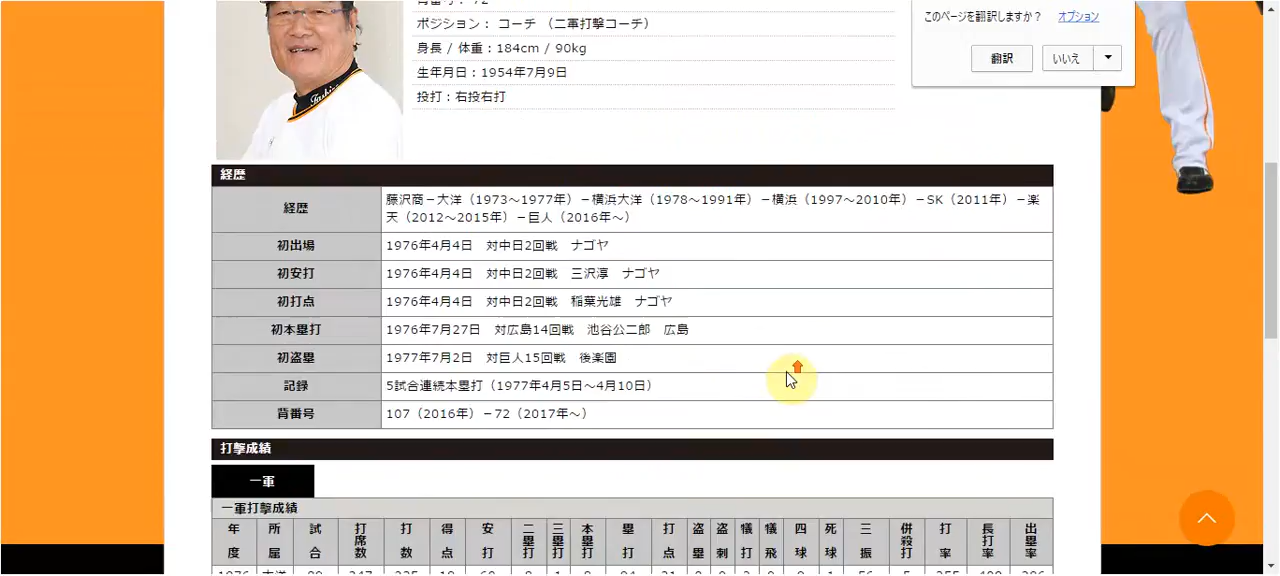 ポジション：コーチ（二軍打撃コーチ）
身長 / 体重：184cm / 90kg
生年月日：1954年7月9日
投打：右投右打
このページを翻訳しますか？ オプション
翻訳 いいえ
経歴
経歴 藤沢商－大洋（1973～1977年）－横浜大洋（1978～1991年）－横浜（1997～2010年）－SK（2011年）－楽
天（2012～2015年）－巨人（2016年～）
初出場 1976年4月4日 対中日2回戦 ナゴヤ
初安打 1976年4月4日 対中日2回戦 三沢淳 ナゴヤ
初打点 1976年4月4日 対中日2回戦 稲葉光雄 ナゴヤ
初本塁打 1976年7月27日 対広島14回戦 池谷公二郎 広島
初盗塁 1977年7月2日 対巨人15回戦 後楽園
記録 5試合連続本塁打（1977年4月5日～4月10日）
背番号 107（2016年）－72（2017年～）
打撃成績
一軍
一軍打撃成績
年度 所属 試合 打席数 打数 得点 安打 二塁打 三塁打 本塁打 塁打 打点 盗塁 盗刺 犠打 犠飛 四球 死球 三振 併殺打 打率 長打率 出塁率